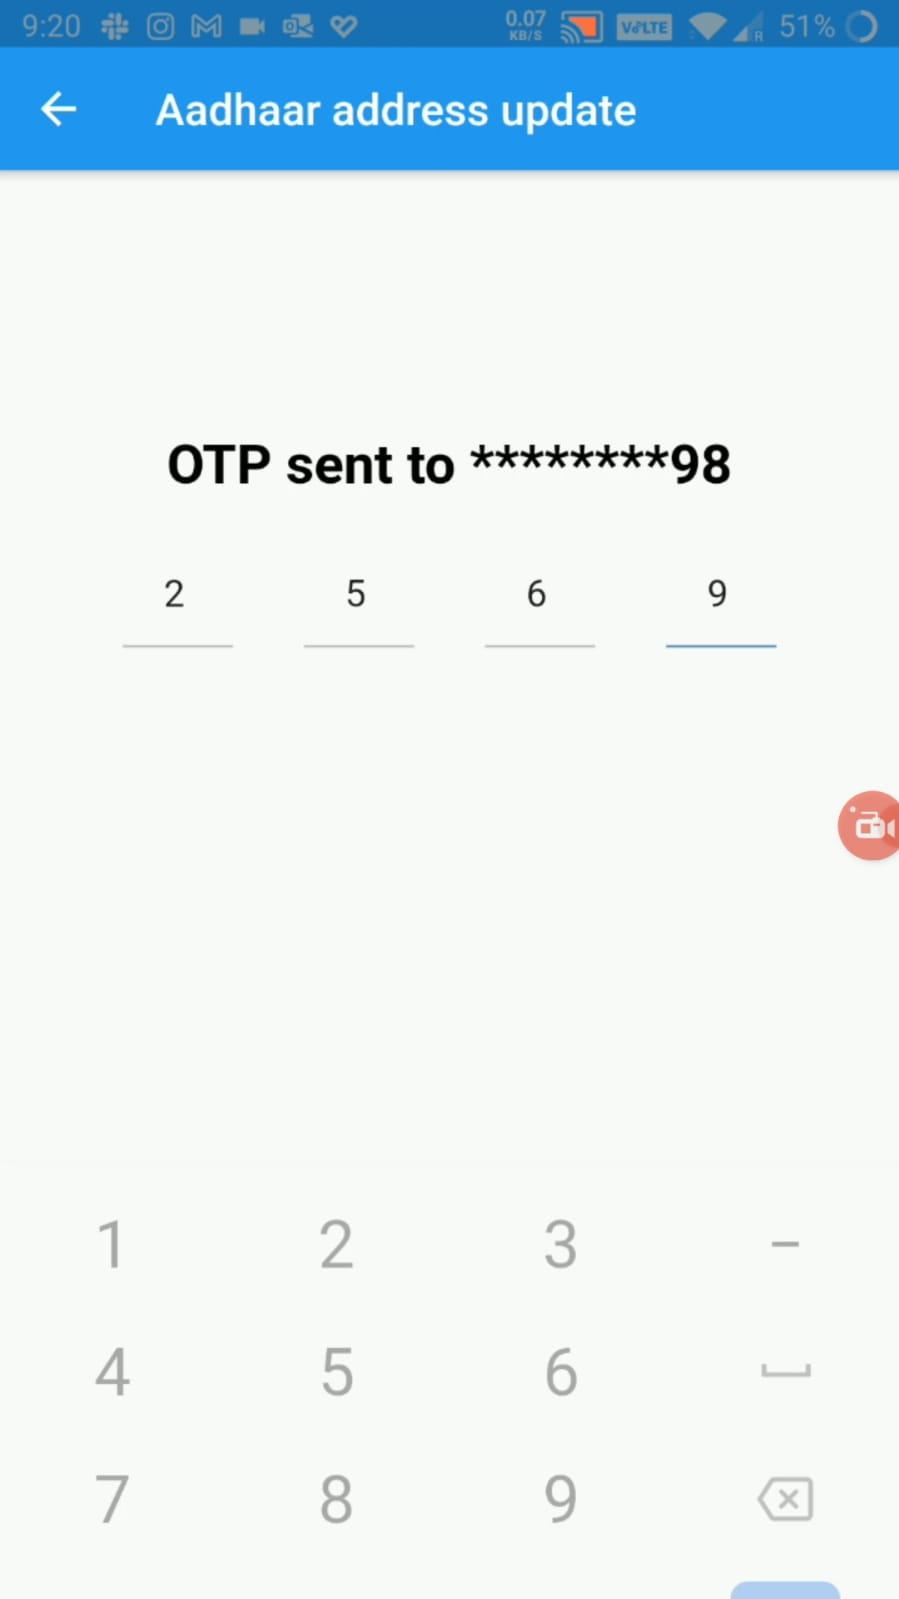 9:20 0.07 KB/S VoLTE R 51%
Aadhaar address update
OTP sent to ********98
2 5 6 9
1 2 3 –
4 5 6
7 8 9